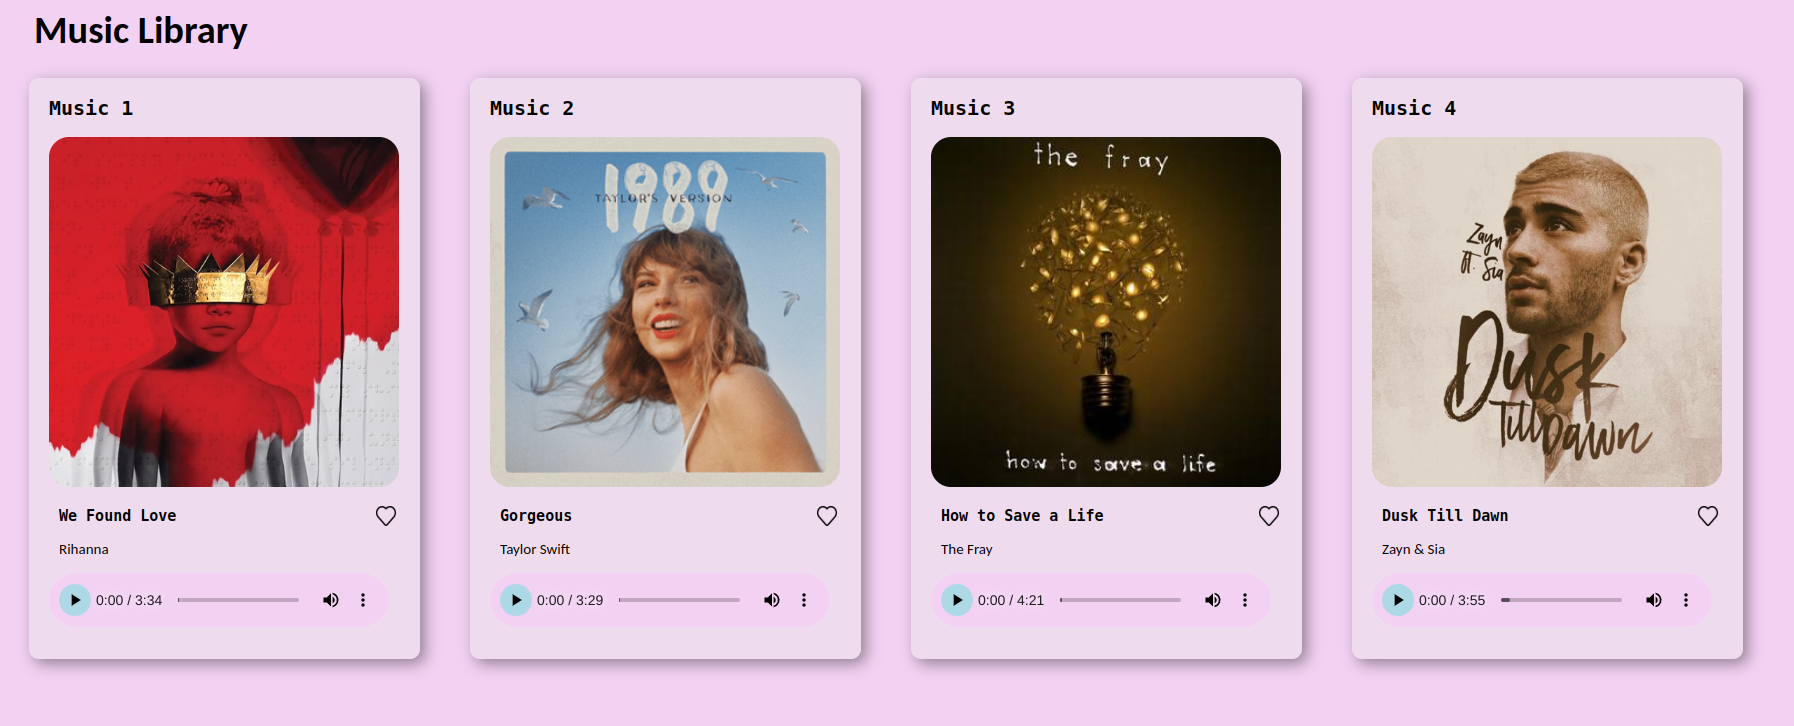 Music Library
Music 1
We Found Love
Rihanna
0:00 / 3:34
Music 2
1989
TAYLOR'S VERSION
Gorgeous
Taylor Swift
0:00 / 3:29
Music 3
the fray
how to save a life
How to Save a Life
The Fray
0:00 / 4:21
Music 4
Zayn
ft. Sia
Dusk
Till Dawn
Dusk Till Dawn
Zayn & Sia
0:00 / 3:55